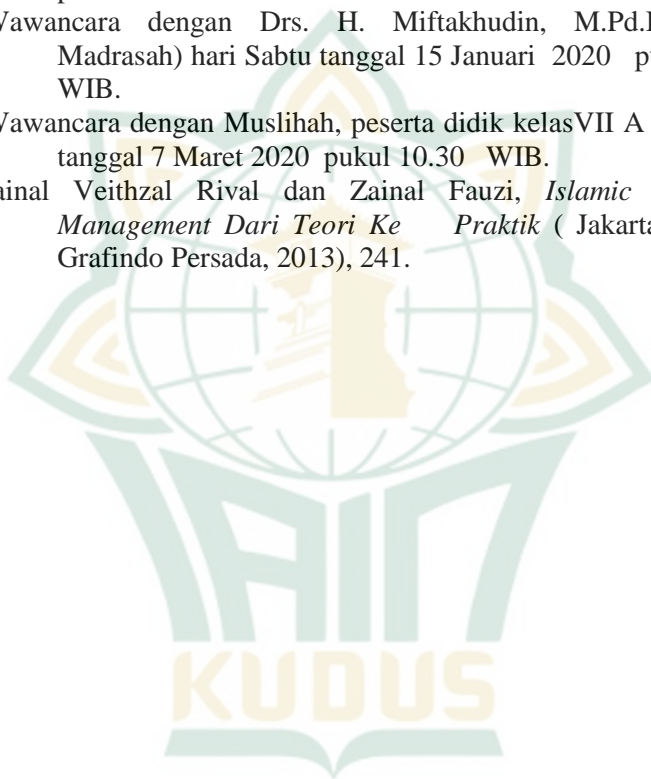 Wawancara dengan Drs. H. Miftakhudin, M.Pd.
Madrasah) hari Sabtu tanggal 15 Januari 2020
WIB.
Wawancara dengan Muslihah, peserta didik kelasVII A
tanggal 7 Maret 2020 pukul 10.30 WIB.
Zainal Veithzal Rival dan Zainal Fauzi, Islamic
Management Dari Teori Ke Praktik ( Jakarta
Grafindo Persada, 2013), 241.
IAIN
KUDUS